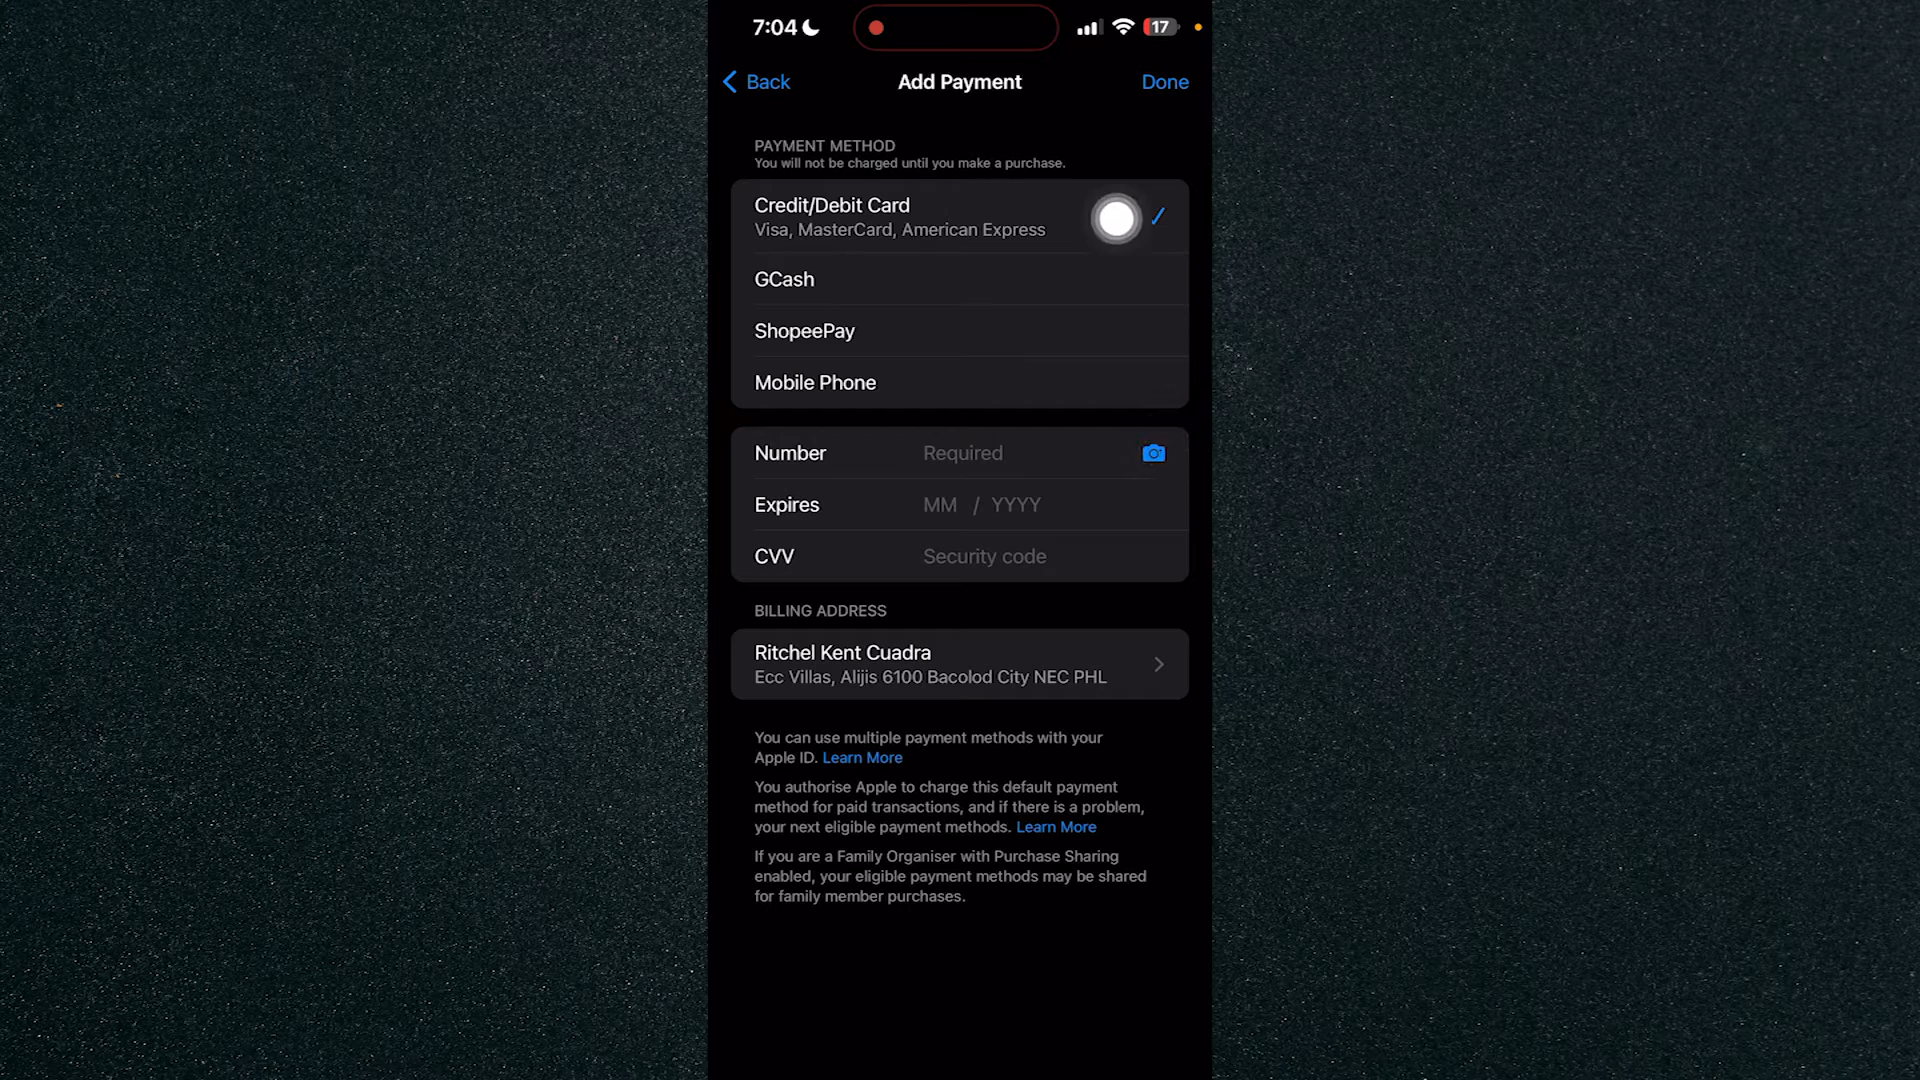 7:04
17
Back
Add Payment
Done
PAYMENT METHOD
You will not be charged until you make a purchase.
Credit/Debit Card
Visa, MasterCard, American Express
GCash
ShopeePay
Mobile Phone
Number Required
Expires MM / YYYY
CVV Security code
BILLING ADDRESS
Ritchel Kent Cuadra
Ecc Villas, Alijis 6100 Bacolod City NEC PHL
You can use multiple payment methods with your
Apple ID. Learn More
You authorise Apple to charge this default payment
method for paid transactions, and if there is a problem,
your next eligible payment methods. Learn More
If you are a Family Organiser with Purchase Sharing
enabled, your eligible payment methods may be shared
for family member purchases.